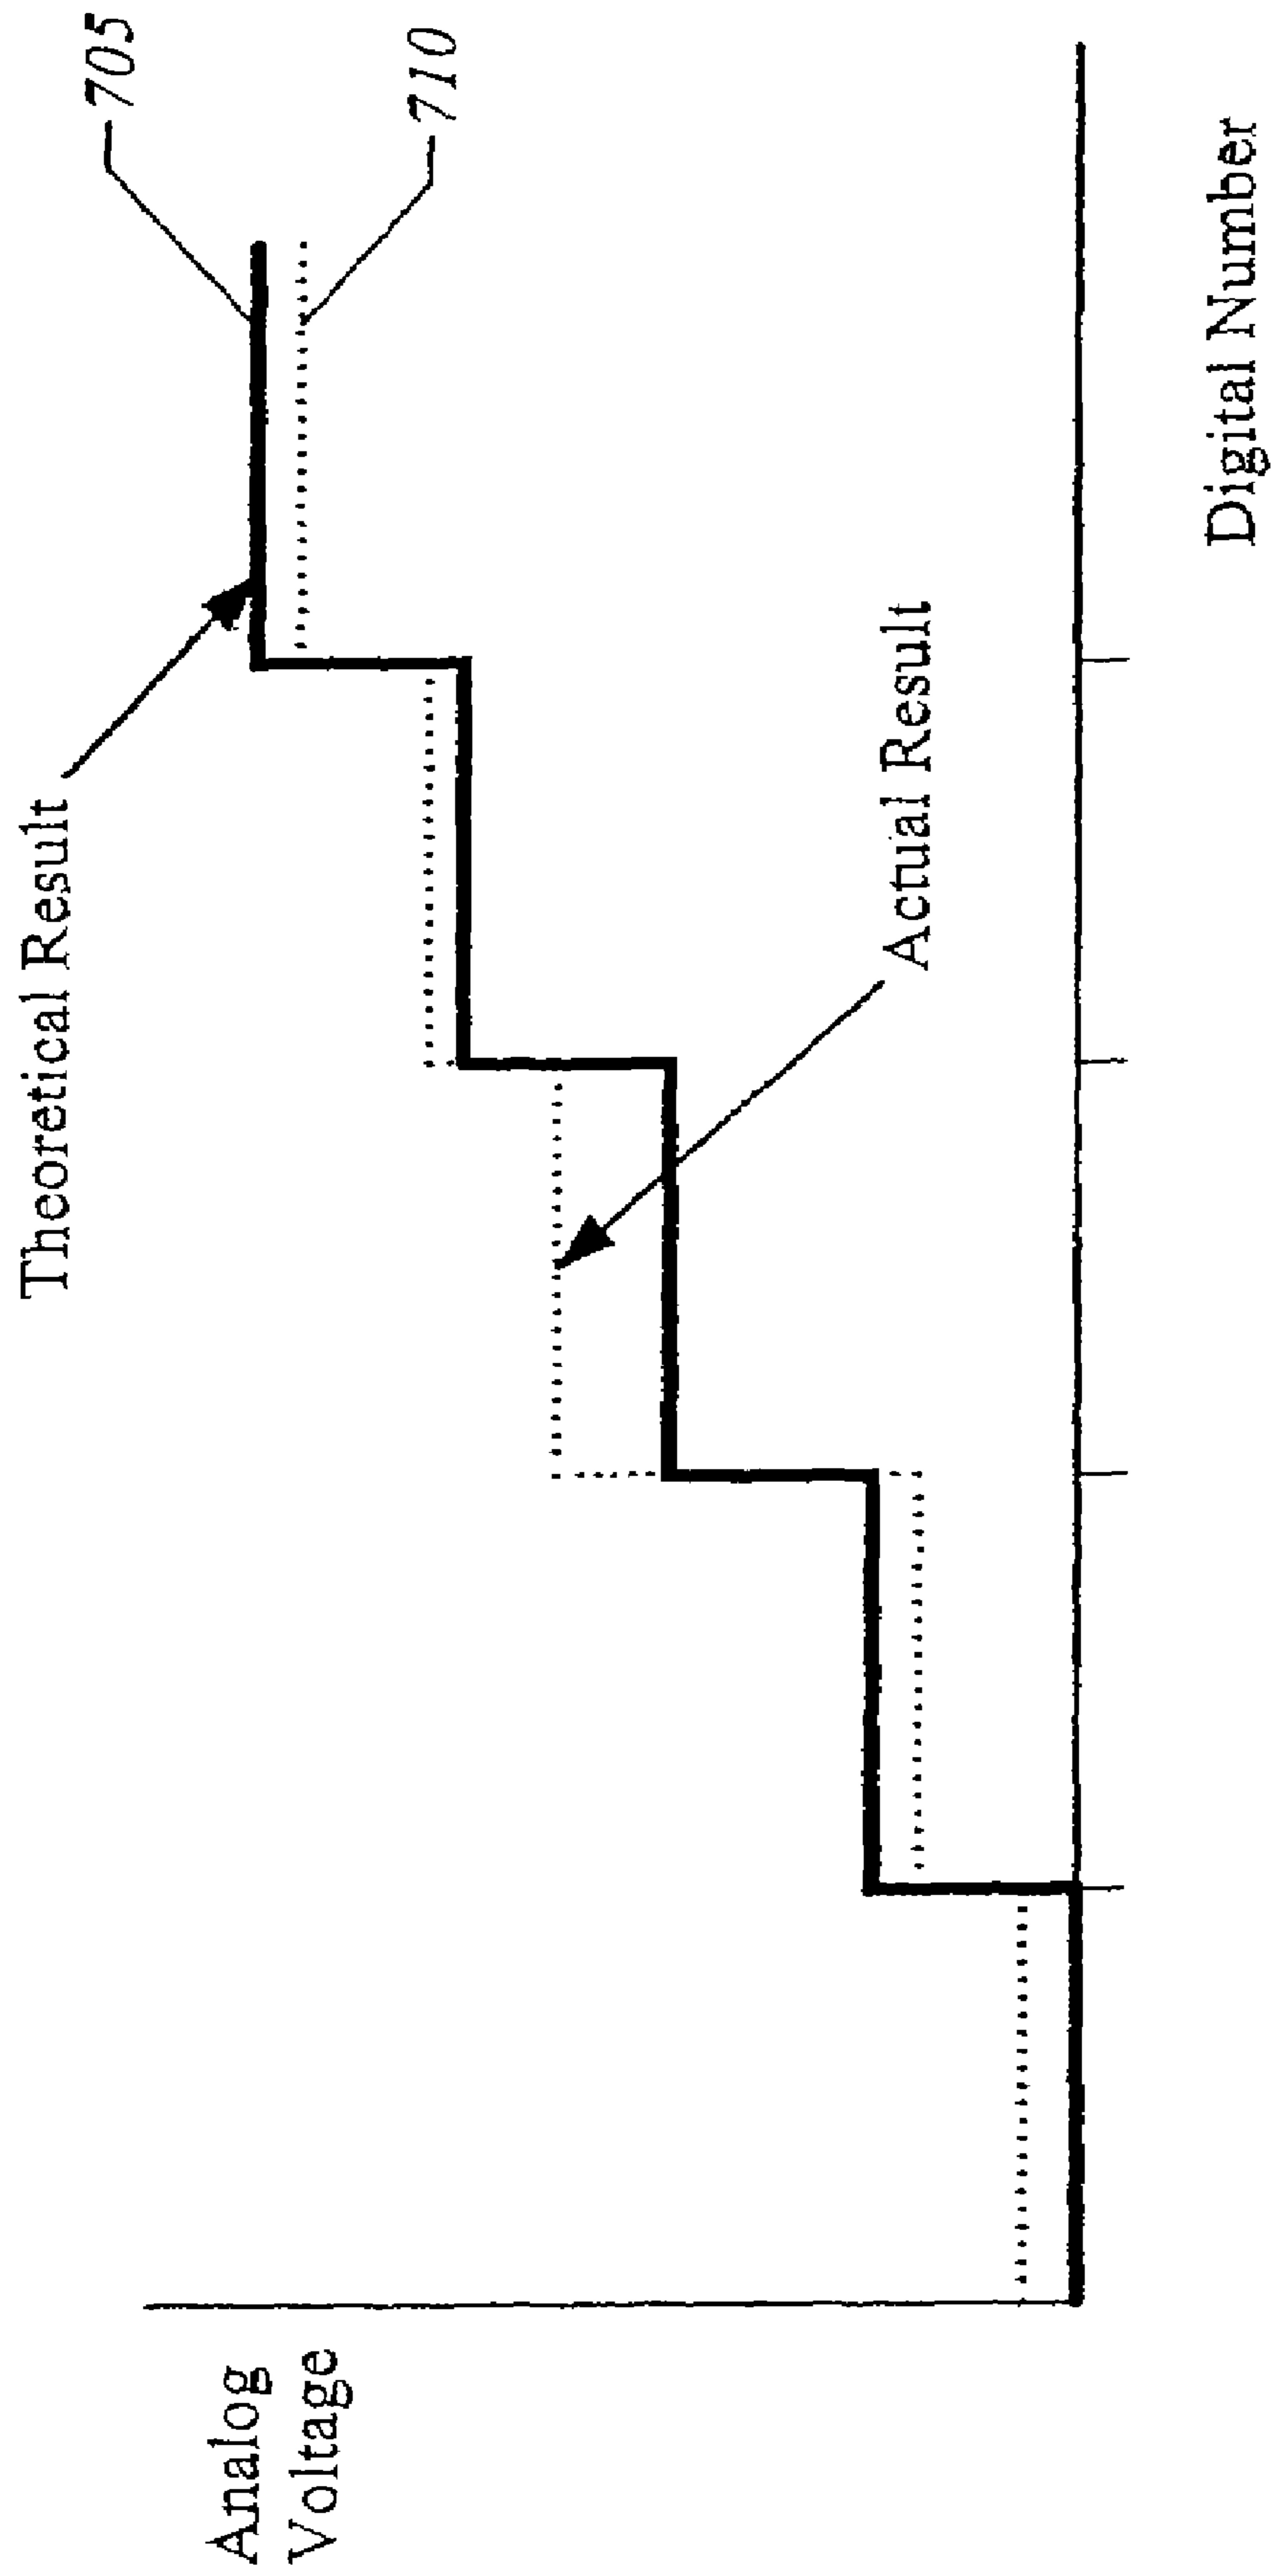 Theoretical Result
705
710
Analog
Voltage
Actual Result
Digital Number